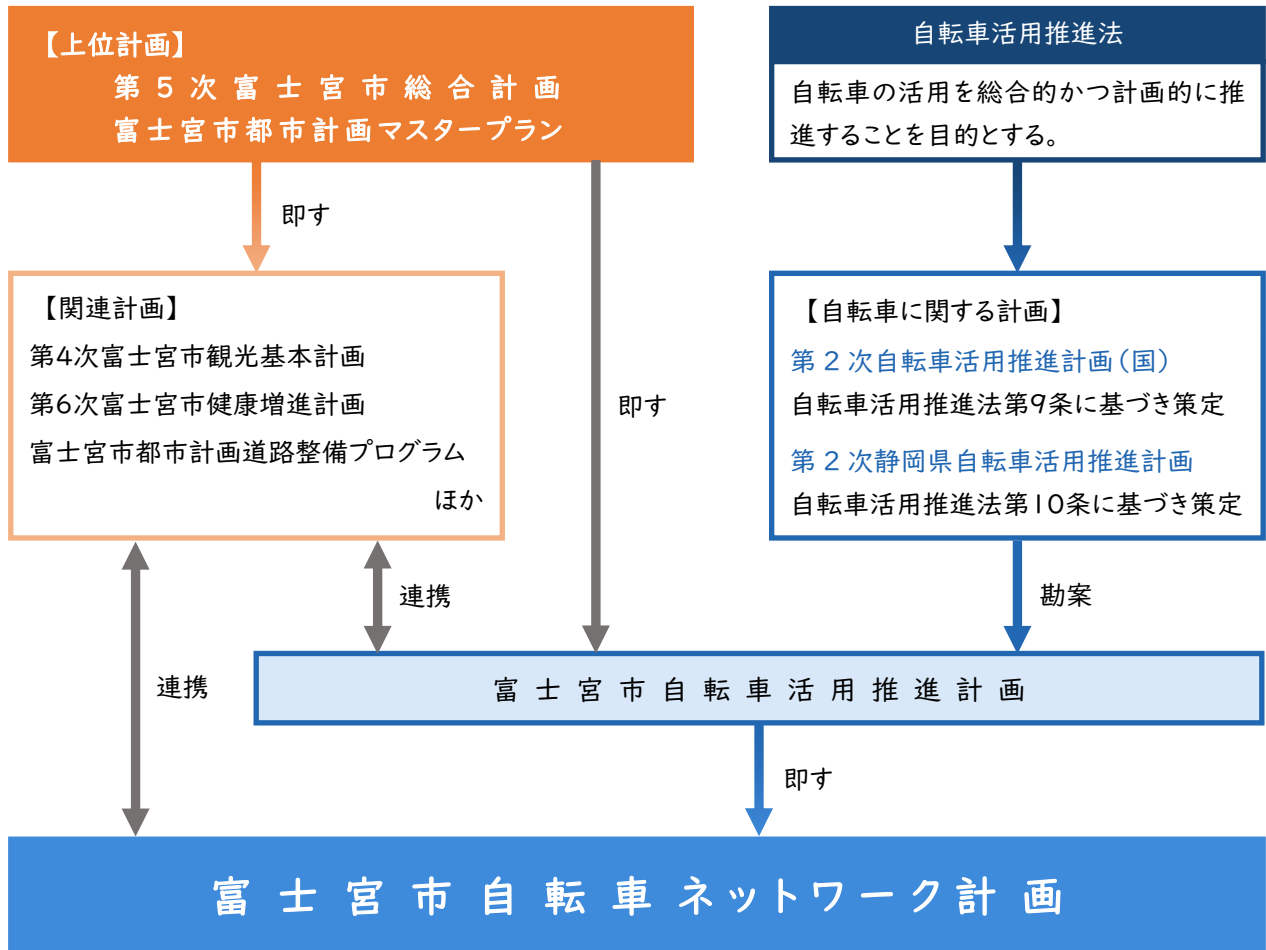 【上位計画】
第5次富士宮市総合計画
富士宮市都市計画マスタープラン
自転車活用推進法
自転車の活用を総合的かつ計画的に推
進することを目的とする。
即す
【関連計画】
第4次富士宮市観光基本計画
第6次富士宮市健康増進計画
富士宮市都市計画道路整備プログラム
ほか
即す
【自転車に関する計画】
第2次自転車活用推進計画(国)
自転車活用推進法第9条に基づき策定
第2次静岡県自転車活用推進計画
自転車活用推進法第10条に基づき策定
連携
勘案
連携
富士宮市自転車活用推進計画
即す
富士宮市自転車ネットワーク計画